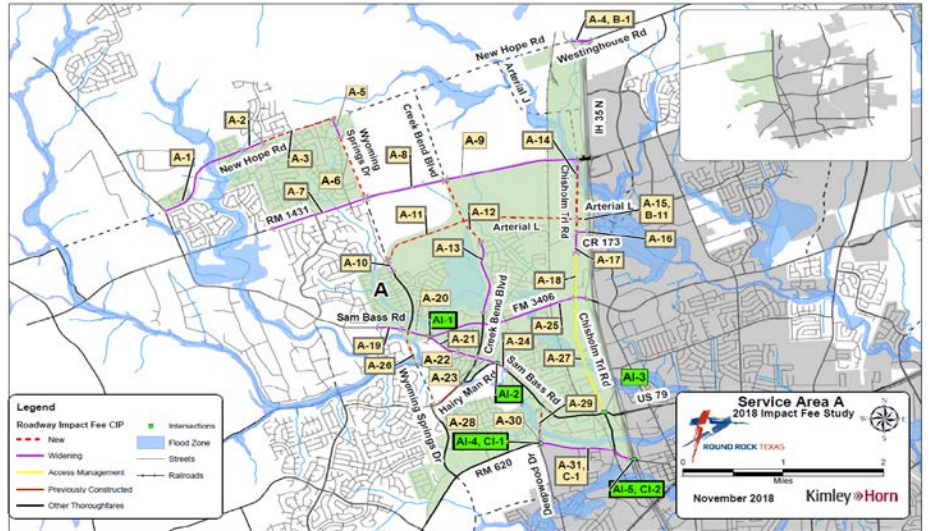 A-4, B-1
New Hope Rd
Westinghouse Rd
A-5
Arterial J
IH 35 N
A-2
Creek Bend Blvd
A-14
A-9
Wyoming Springs Dr
A-8
A-1
New Hope Rd
A-3
A-6
A-7
RM 1431
Chisholm Trl Rd
A-12
Arterial L
A-15,
B-11
A-11
Arterial L
A-13
CR 173
A-16
A-17
A-10
A-18
A
A-20
FM 3406
Sam Bass Rd
AI-1
Creek Bend Blvd
A-25
A-24
Chisholm Trl Rd
A-21
A-19
A-22
A-27
A-26
A-23
Hairy Man Rd
Sam Bass Rd
AI-3
US 79
Wyoming Springs Dr
AI-2
A-29
A-28
A-30
AI-4, CI-1
RM 620
Deepwood Dr
A-31,
C-1
AI-5, CI-2
Legend
Roadway Impact Fee CIP
New
Widening
Access Management
Previously Constructed
Other Thoroughfares
Intersections
Flood Zone
Streets
Railroads
Service Area A
2018 Impact Fee Study
ROUND ROCK TEXAS
0 1 2
Miles
November 2018
Kimley»Horn